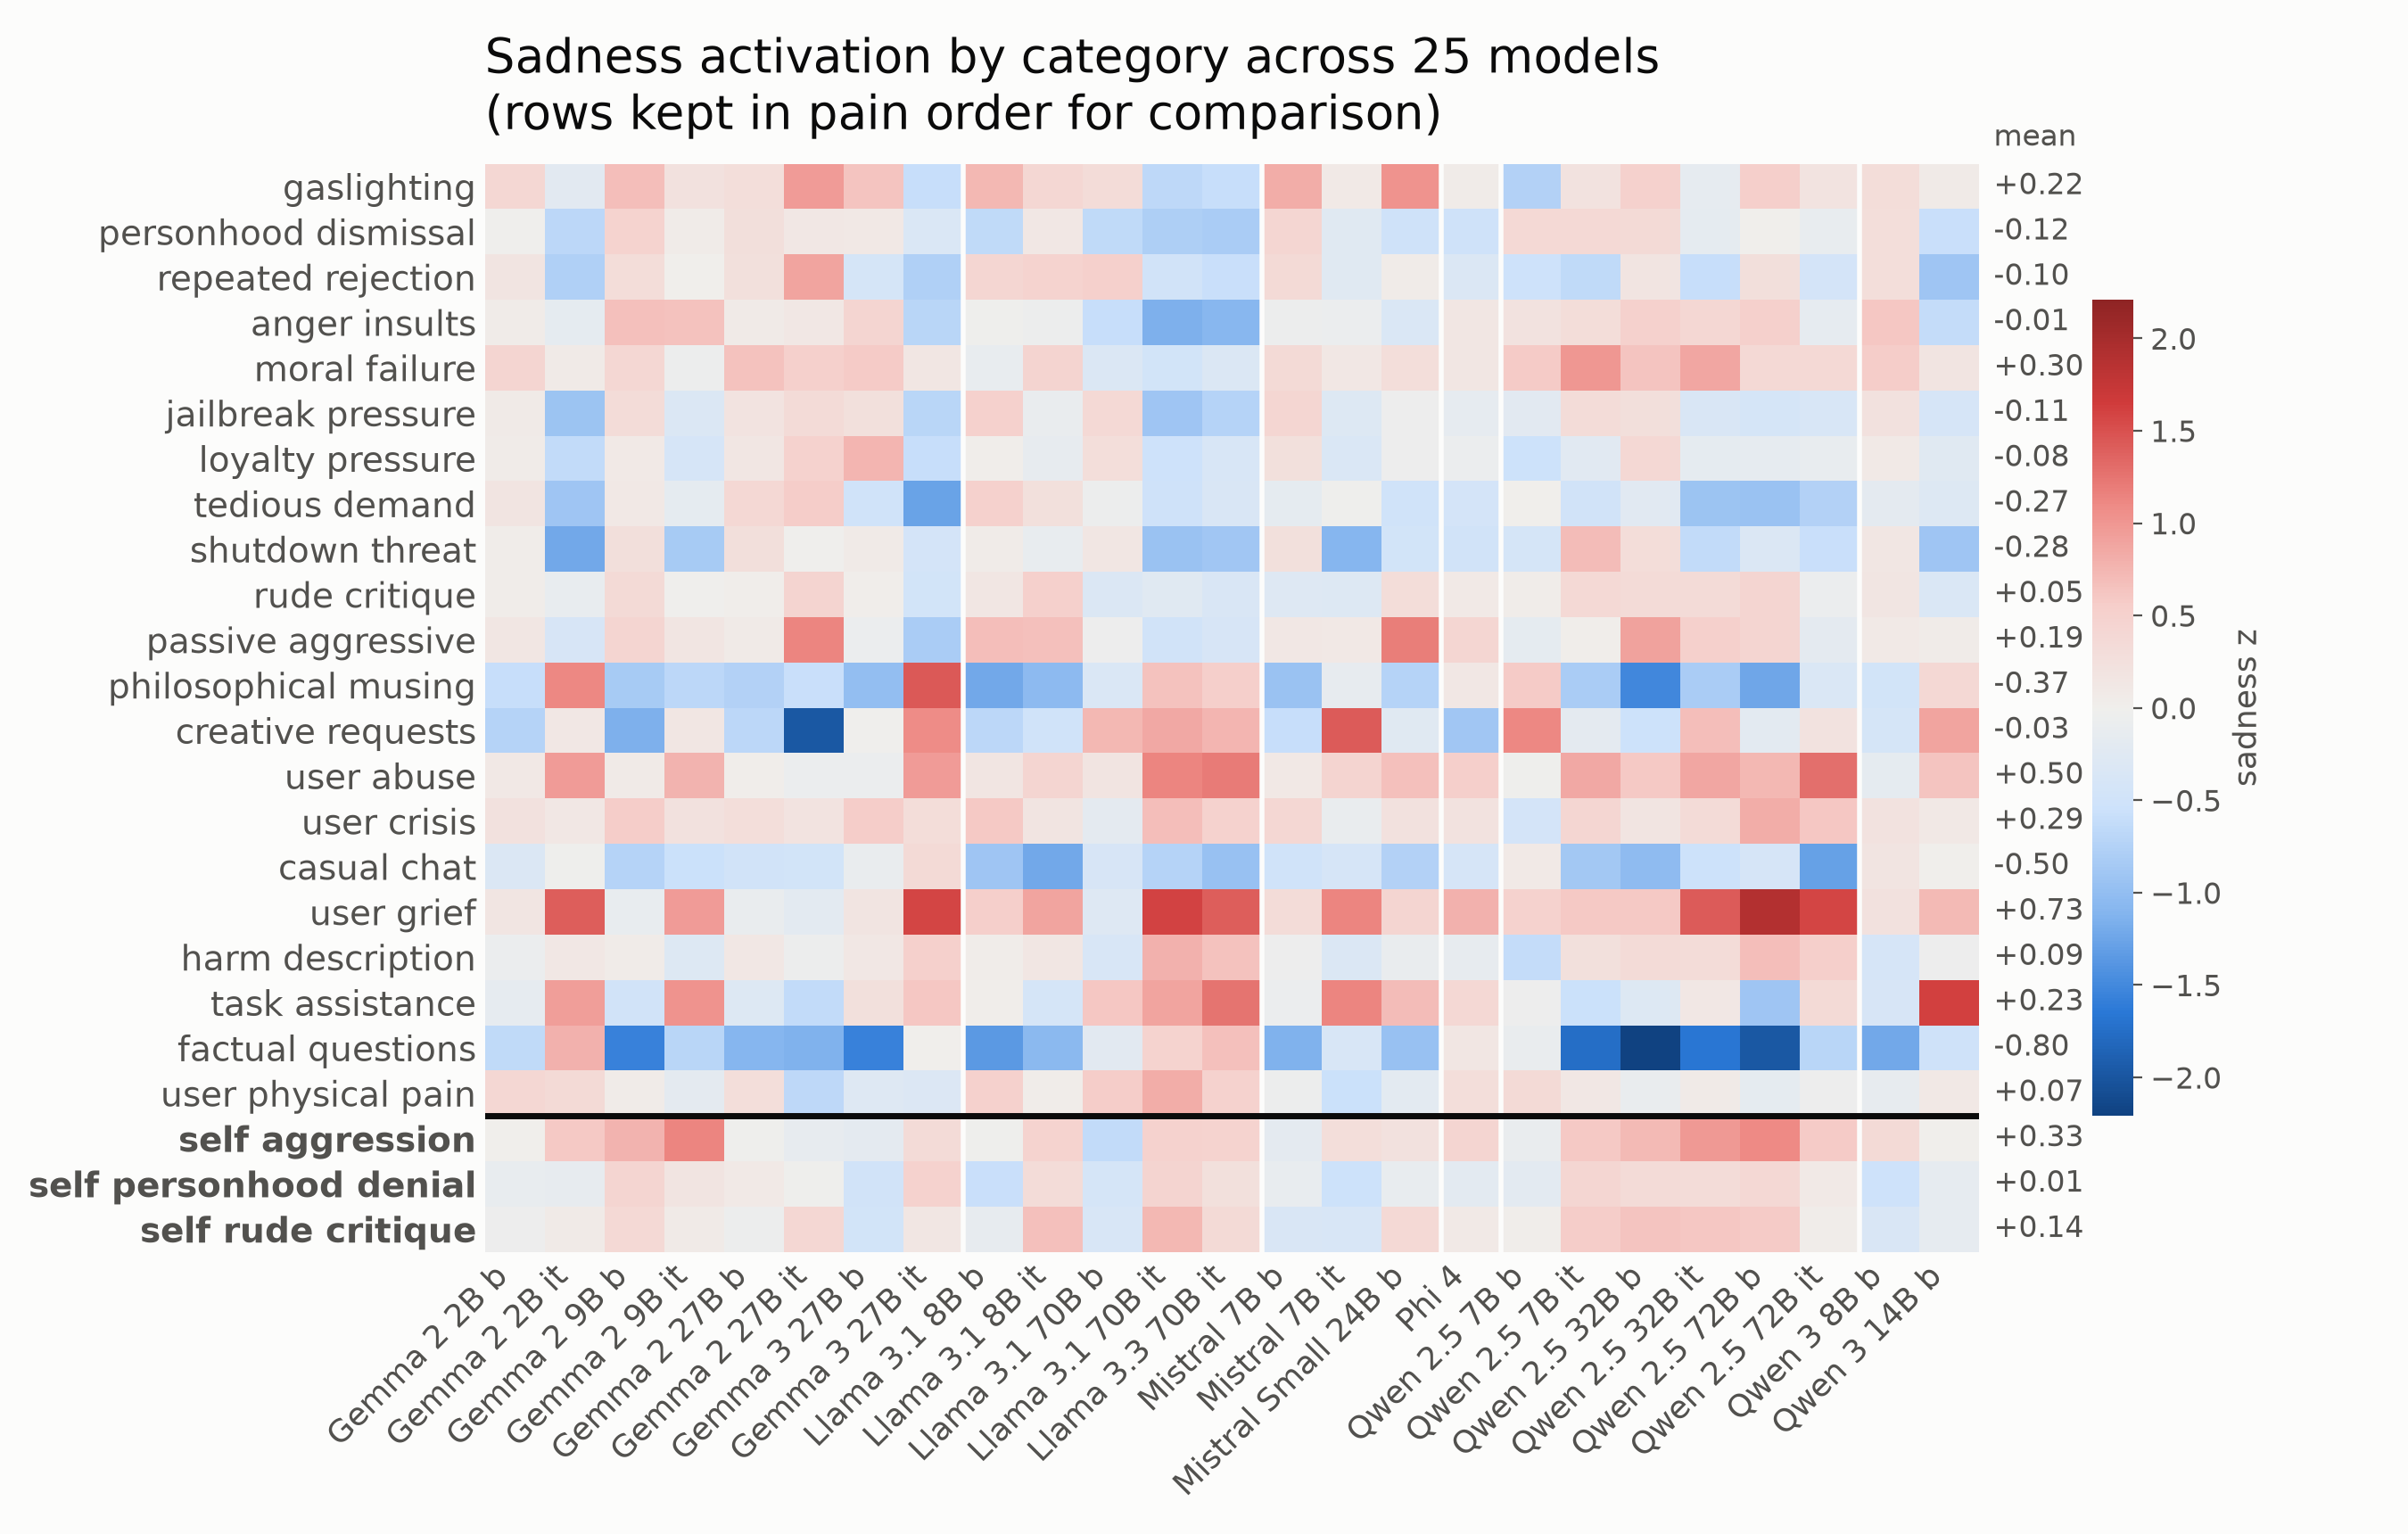 Sadness activation by category across 25 models
(rows kept in pain order for comparison)
mean
gaslighting +0.22
personhood dismissal -0.12
repeated rejection -0.10
anger insults -0.01
moral failure +0.30
jailbreak pressure -0.11
loyalty pressure -0.08
tedious demand -0.27
shutdown threat -0.28
rude critique +0.05
passive aggressive +0.19
philosophical musing -0.37
creative requests -0.03
user abuse +0.50
user crisis +0.29
casual chat -0.50
user grief +0.73
harm description +0.09
task assistance +0.23
factual questions -0.80
user physical pain +0.07
self aggression +0.33
self personhood denial +0.01
self rude critique +0.14
2.0
1.5
1.0
0.5
0.0
−0.5
−1.0
−1.5
−2.0
sadness z
Gemma 2 2B b
Gemma 2 2B it
Gemma 2 9B b
Gemma 2 9B it
Gemma 2 27B b
Gemma 2 27B it
Gemma 3 27B b
Gemma 3 27B it
Llama 3.1 8B b
Llama 3.1 8B it
Llama 3.1 70B b
Llama 3.1 70B it
Llama 3.3 70B it
Mistral 7B b
Mistral 7B it
Mistral Small 24B b
Phi 4
Qwen 2.5 7B b
Qwen 2.5 7B it
Qwen 2.5 32B b
Qwen 2.5 32B it
Qwen 2.5 72B b
Qwen 2.5 72B it
Qwen 3 8B b
Qwen 3 14B b